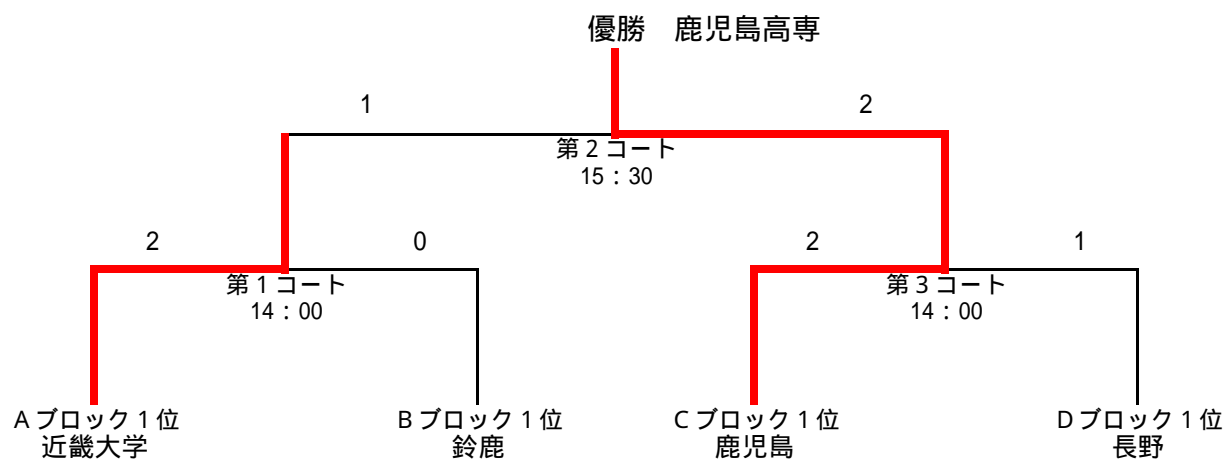 優勝　鹿児島高専
1
2
第2コート
15：30
2
0
2
1
第1コート
14：00
第3コート
14：00
Aブロック1位
近畿大学
Bブロック1位
鈴鹿
Cブロック1位
鹿児島
Dブロック1位
長野